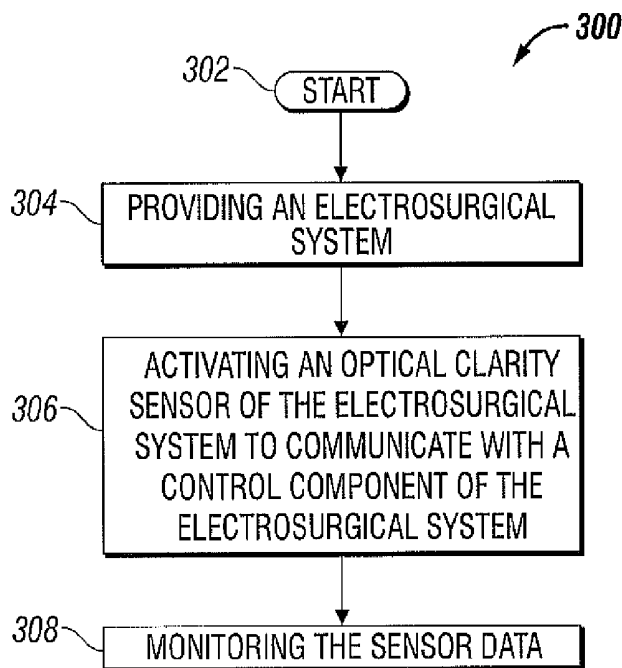 300
302
START
304
PROVIDING AN ELECTROSURGICAL
SYSTEM
306
ACTIVATING AN OPTICAL CLARITY
SENSOR OF THE ELECTROSURGICAL
SYSTEM TO COMMUNICATE WITH A
CONTROL COMPONENT OF THE
ELECTROSURGICAL SYSTEM
308
MONITORING THE SENSOR DATA